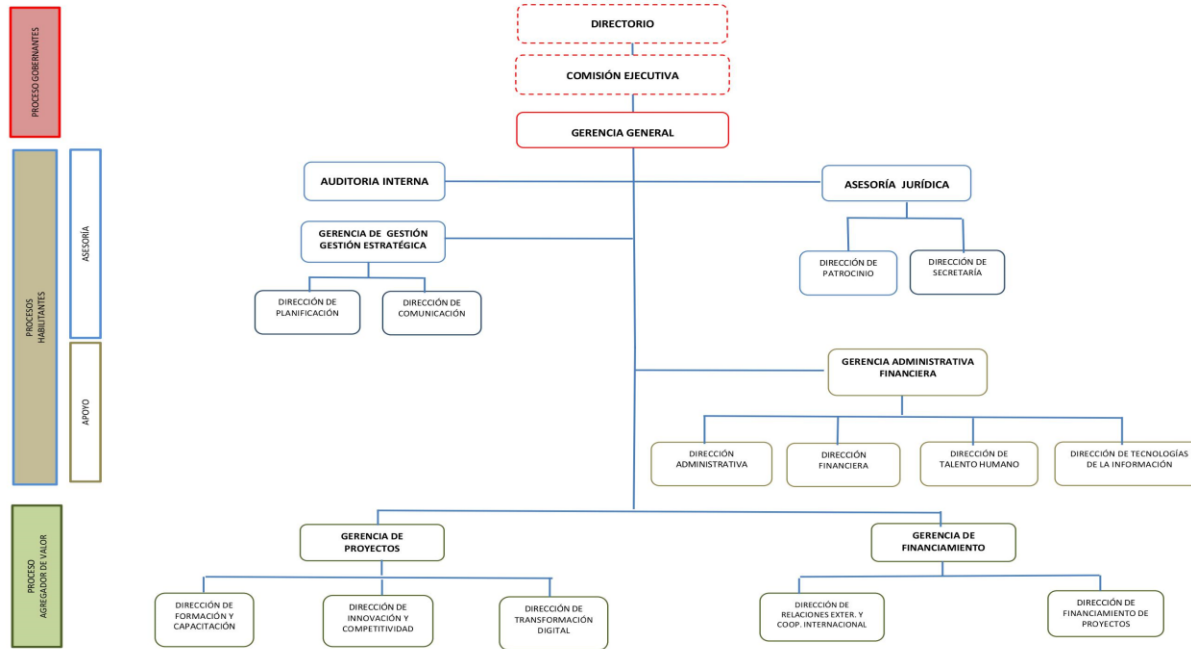 PROCESO GOBERNANTES
DIRECTORIO
COMISIÓN EJECUTIVA
GERENCIA GENERAL
PROCESOS
HABILITANTES
ASESORÍA
AUDITORIA INTERNA
ASESORÍA JURÍDICA
GERENCIA DE GESTIÓN
GESTIÓN ESTRATÉGICA
DIRECCIÓN DE
PATROCINIO
DIRECCIÓN DE
SECRETARÍA
DIRECCIÓN DE
PLANIFICACIÓN
DIRECCIÓN DE
COMUNICACIÓN
APOYO
GERENCIA ADMINISTRATIVA
FINANCIERA
DIRECCIÓN
ADMINISTRATIVA
DIRECCIÓN
FINANCIERA
DIRECCIÓN DE
TALENTO HUMANO
DIRECCIÓN DE TECNOLOGÍAS
DE LA INFORMACIÓN
PROCESO
AGREGADOR DE VALOR
GERENCIA DE
PROYECTOS
GERENCIA DE
FINANCIAMIENTO
DIRECCIÓN DE
FORMACIÓN Y
CAPACITACIÓN
DIRECCIÓN DE
INNOVACIÓN Y
COMPETITIVIDAD
DIRECCIÓN DE
TRANSFORMACIÓN
DIGITAL
DIRECCIÓN DE
RELACIONES EXTER. Y
COOP. INTERNACIONAL
DIRECCIÓN DE
FINANCIAMIENTO DE
PROYECTOS